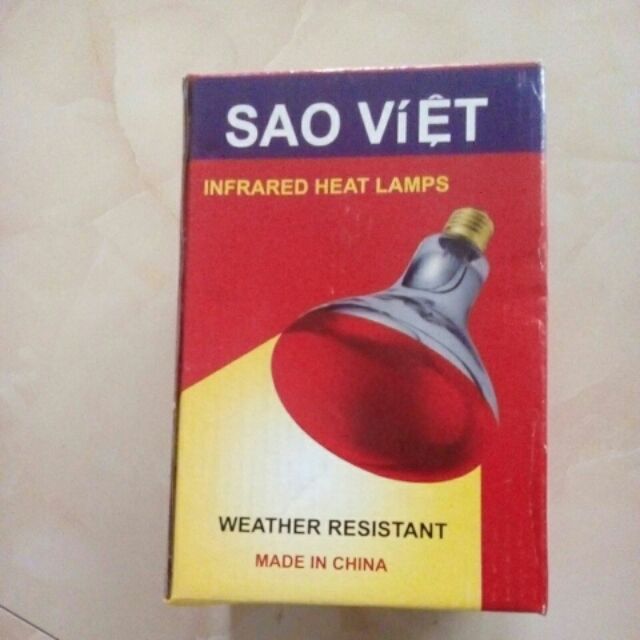 SAO VíỆT
INFRARED HEAT LAMPS
WEATHER RESISTANT
MADE IN CHINA